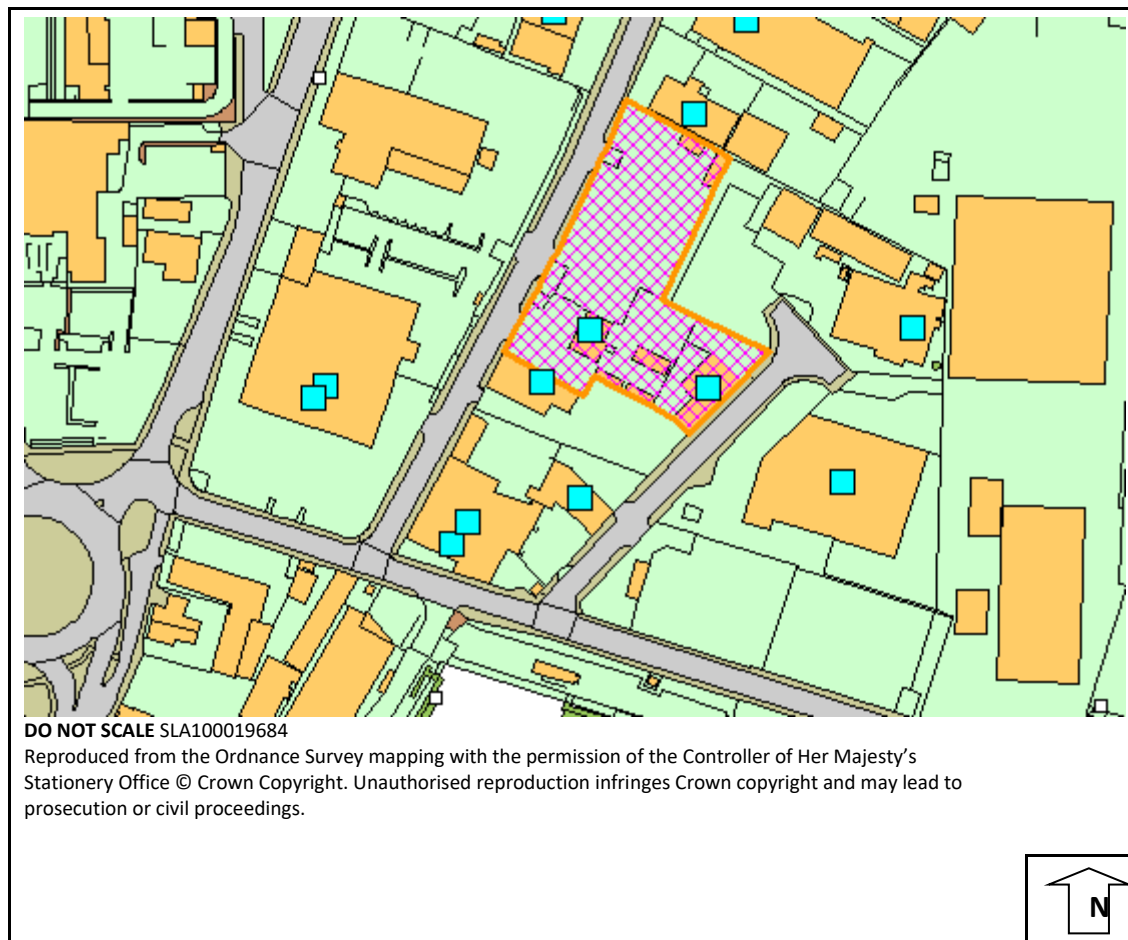 DO NOT SCALE SLA100019684
Reproduced from the Ordnance Survey mapping with the permission of the Controller of Her Majesty’s
Stationery Office © Crown Copyright. Unauthorised reproduction infringes Crown copyright and may lead to
prosecution or civil proceedings.
N